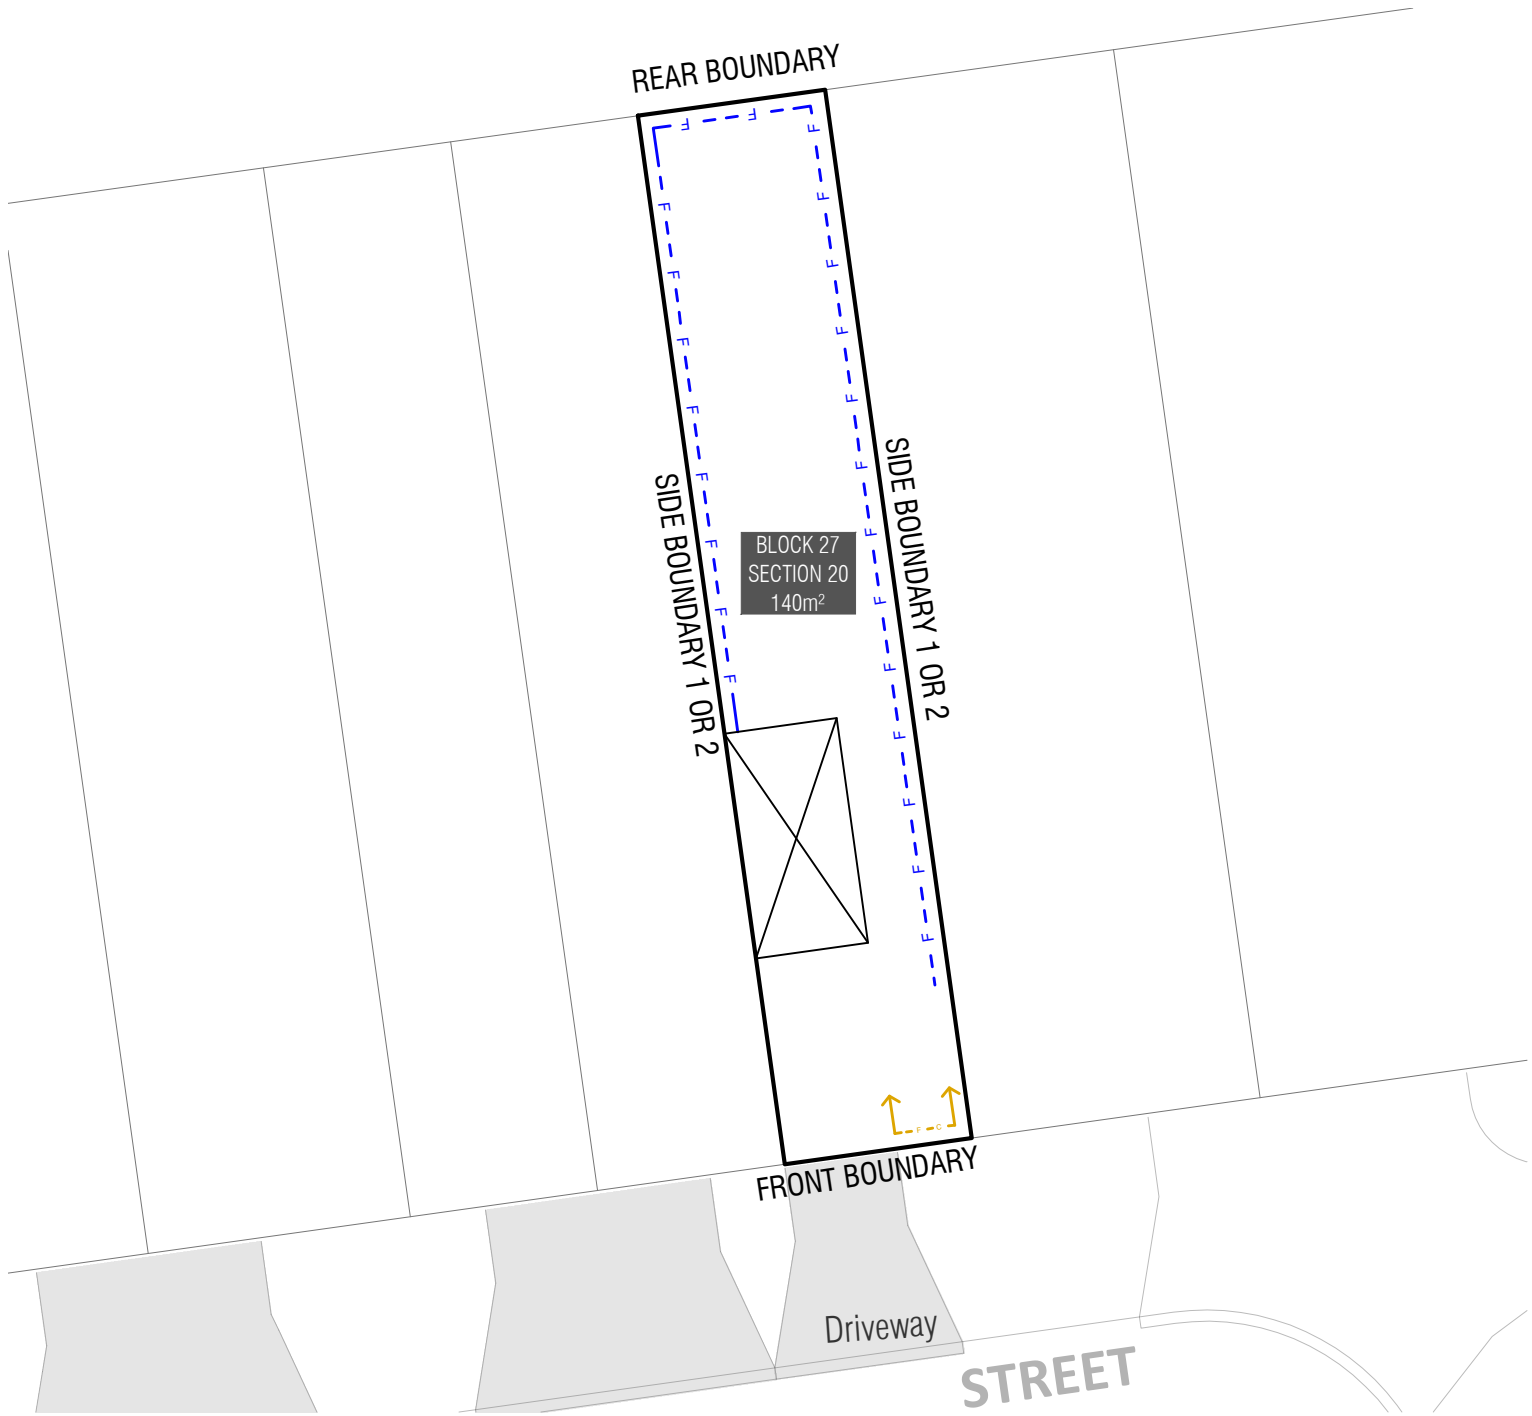 REAR BOUNDARY
F F
F F F F F F F F
F F F F F F F F F F F F F
SIDE BOUNDARY 1 OR 2
BLOCK 27
SECTION 20
140m²
SIDE BOUNDARY 1 OR 2
F C
FRONT BOUNDARY
Driveway
STREET